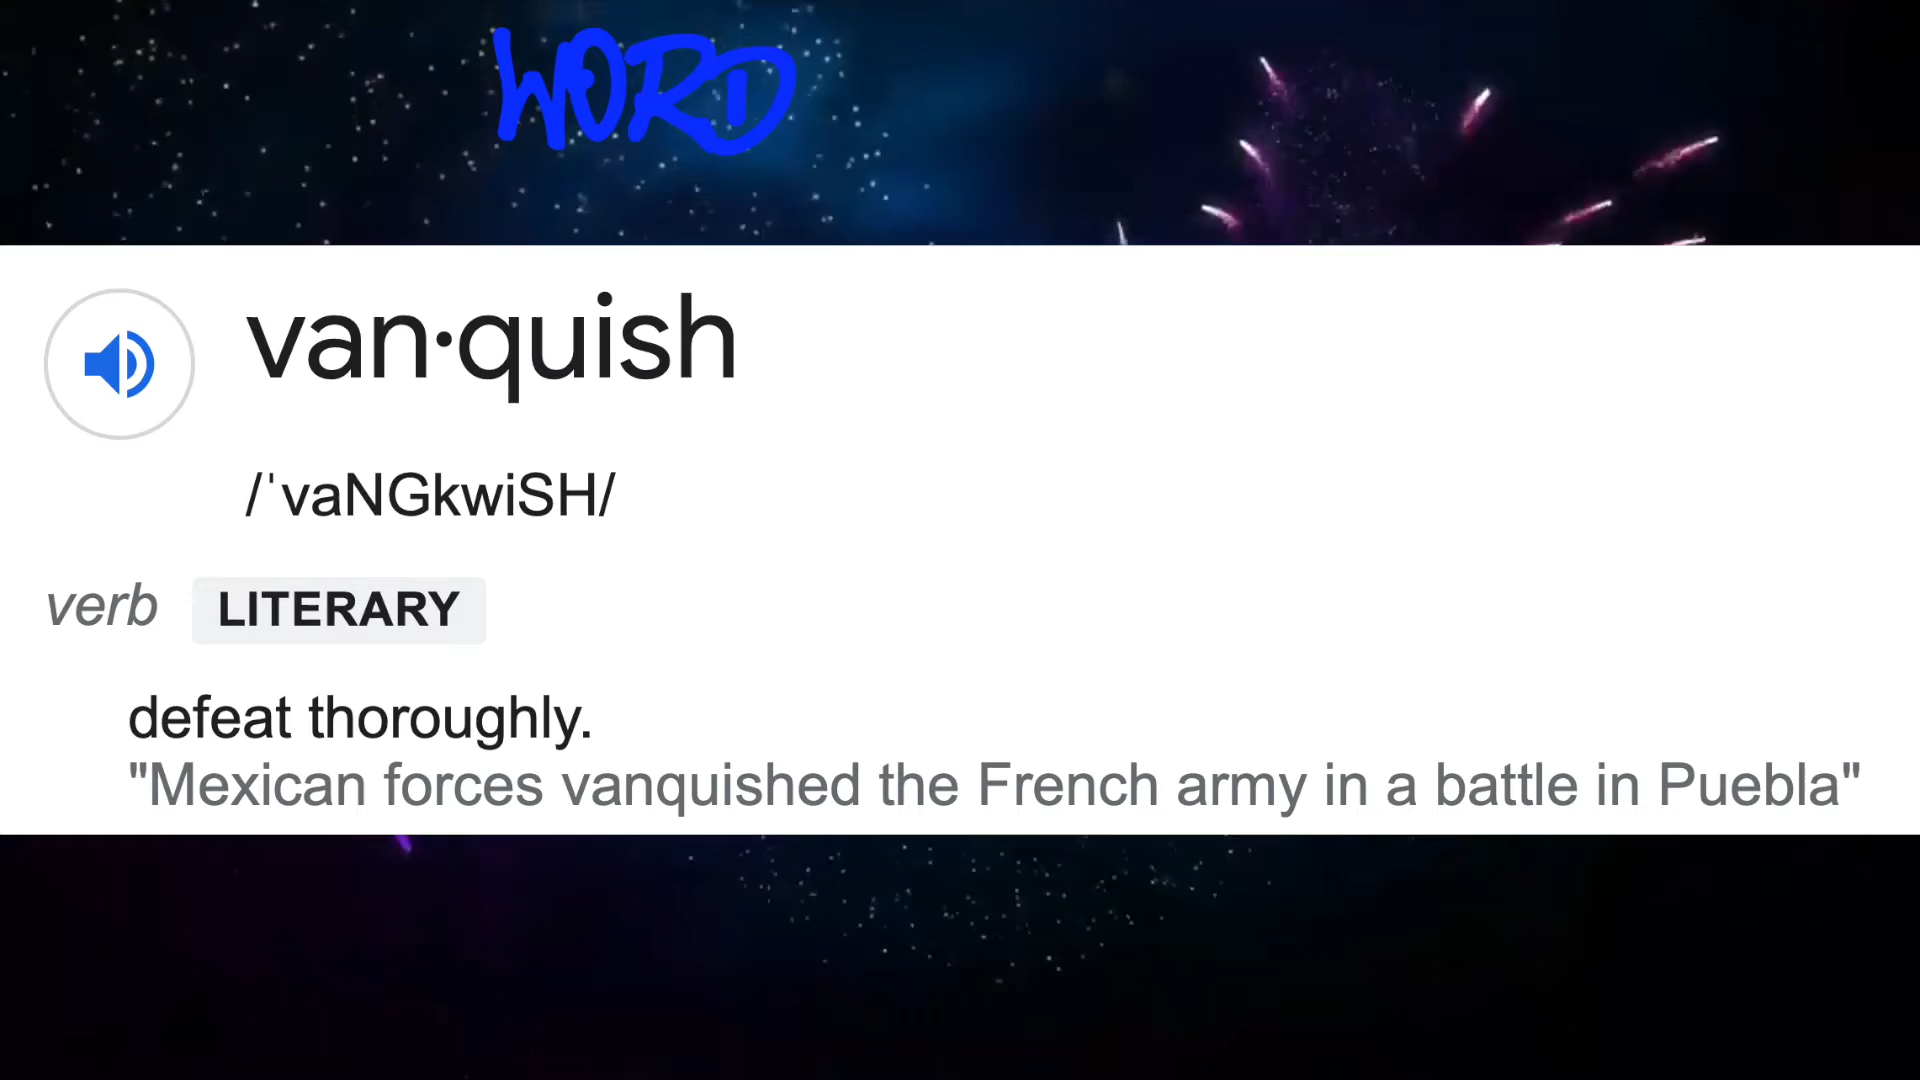 WORD
van·quish
/ˈvaNGkwiSH/
verb LITERARY
defeat thoroughly.
"Mexican forces vanquished the French army in a battle in Puebla"